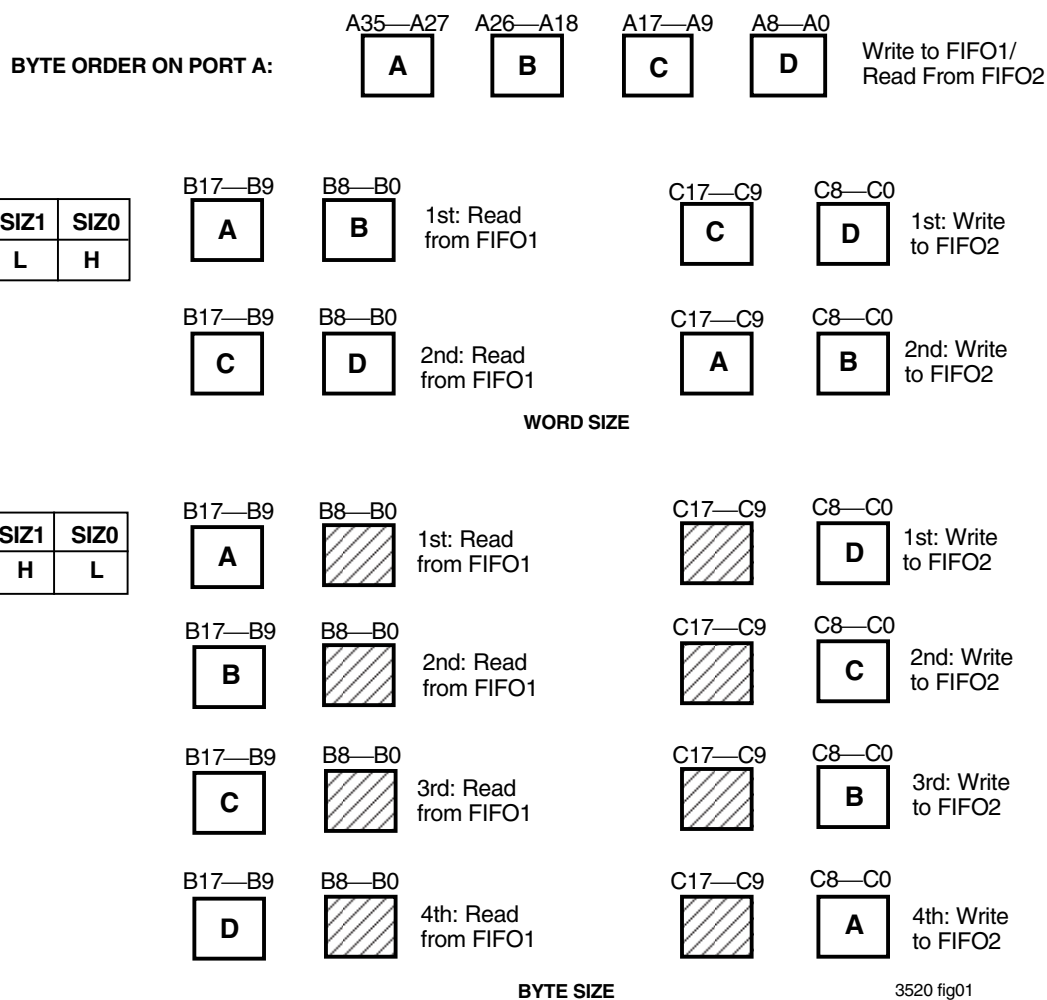 A35—A27 A26—A18 A17—A9 A8—A0
BYTE ORDER ON PORT A: A B C D Write to FIFO1/
Read From FIFO2
SIZ1 SIZ0
L H
B17—B9 B8—B0
A B 1st: Read
from FIFO1
C17—C9 C8—C0
C D 1st: Write
to FIFO2
B17—B9 B8—B0
C D 2nd: Read
from FIFO1
C17—C9 C8—C0
A B 2nd: Write
to FIFO2
WORD SIZE
SIZ1 SIZ0
H L
B17—B9 B8—B0
A 1st: Read
from FIFO1
C17—C9 C8—C0
D 1st: Write
to FIFO2
B17—B9 B8—B0
B 2nd: Read
from FIFO1
C17—C9 C8—C0
C 2nd: Write
to FIFO2
B17—B9 B8—B0
C 3rd: Read
from FIFO1
C17—C9 C8—C0
B 3rd: Write
to FIFO2
B17—B9 B8—B0
D 4th: Read
from FIFO1
C17—C9 C8—C0
A 4th: Write
to FIFO2
BYTE SIZE
3520 fig01